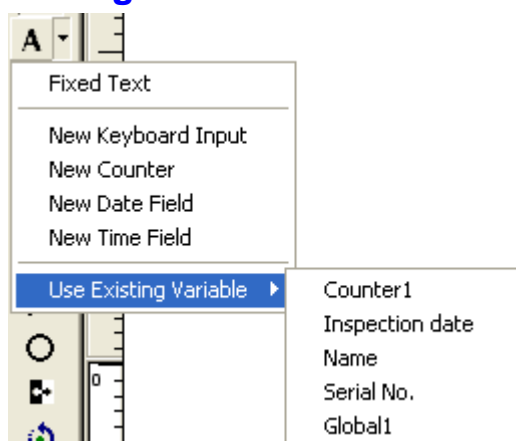 A
Fixed Text
New Keyboard Input
New Counter
New Date Field
New Time Field
Use Existing Variable
Counter1
Inspection date
Name
Serial No.
Global1
0